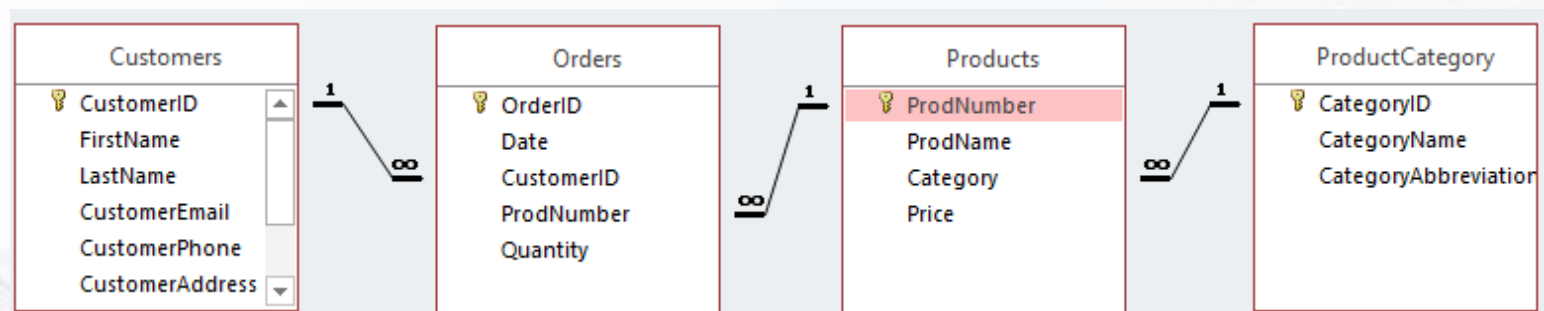 Customers
CustomerID
FirstName
LastName
CustomerEmail
CustomerPhone
CustomerAddress
1
∞
Orders
OrderID
Date
CustomerID
ProdNumber
Quantity
1
∞
Products
ProdNumber
ProdName
Category
Price
1
∞
ProductCategory
CategoryID
CategoryName
CategoryAbbreviation